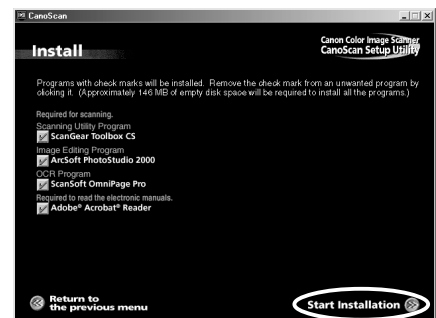 CanoScan
Install
Canon Color Image Scanner
CanoScan Setup Utility
Programs with check marks will be installed. Remove the check mark from an unwanted program by
clicking it. (Approximately 146 MB of empty disk space will be required to install all the programs.)
Required for scanning.
Scanning Utility Program
ScanGear Toolbox CS
Image Editing Program
ArcSoft PhotoStudio 2000
OCR Program
ScanSoft OmniPage Pro
Required to read the electronic manuals.
Adobe® Acrobat® Reader
Return to
the previous menu
Start Installation